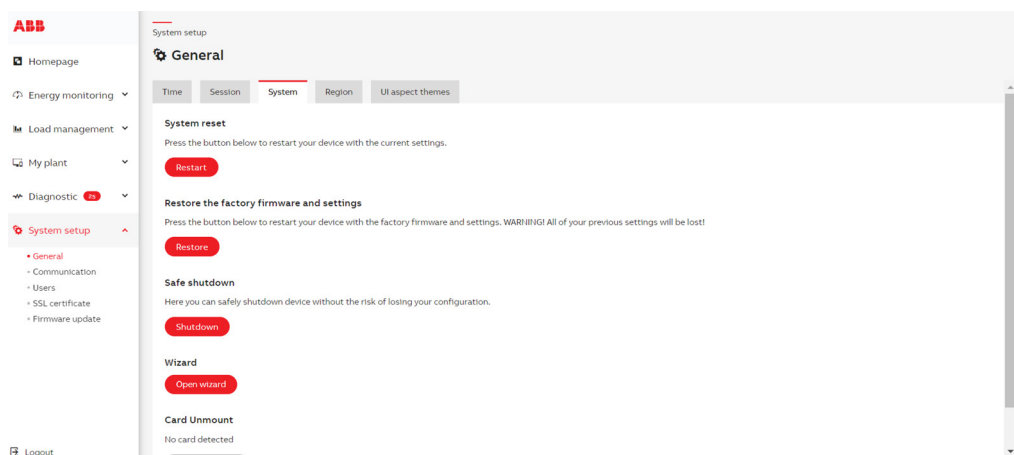 ABB
Homepage
Energy monitoring
Load management
My plant
Diagnostic
System setup
General
Communication
Users
SSL certificate
Firmware update
Logout
System setup
General
Time
Session
System
Region
UI aspect themes
System reset
Press the button below to restart your device with the current settings.
Restart
Restore the factory firmware and settings
Press the button below to restart your device with the factory firmware and settings. WARNING! All of your previous settings will be lost!
Restore
Safe shutdown
Here you can safely shutdown device without the risk of losing your configuration.
Shutdown
Wizard
Open wizard
Card Unmount
No card detected